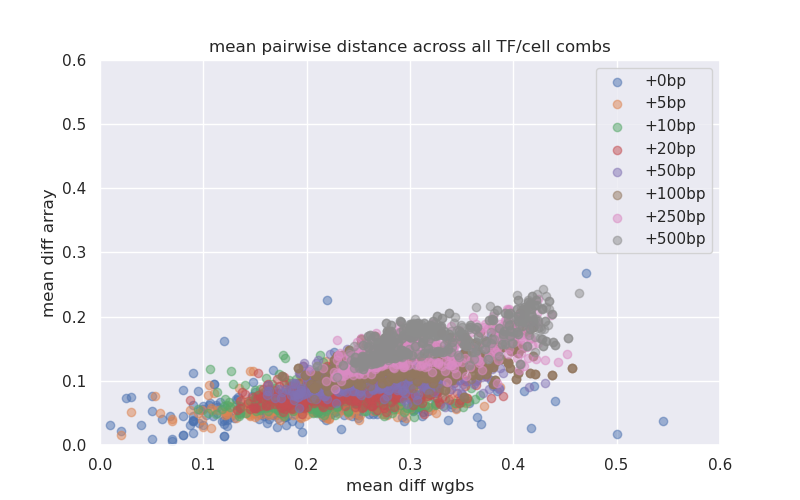 mean pairwise distance across all TF/cell combs
0.6
0.5
0.4
0.3
0.2
0.1
0.0
mean diff array
+0bp
+5bp
+10bp
+20bp
+50bp
+100bp
+250bp
+500bp
0.0 0.1 0.2 0.3 0.4 0.5 0.6
mean diff wgbs